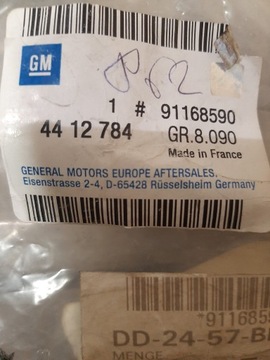 GM
862
1 # 91168590
44 12 784 GR.8.090
Made in France
GENERAL MOTORS EUROPE AFTERSALES.
Eisenstrasse 2-4, D-65428 Rüsselsheim Germany
DD-24-57-B
MENGE